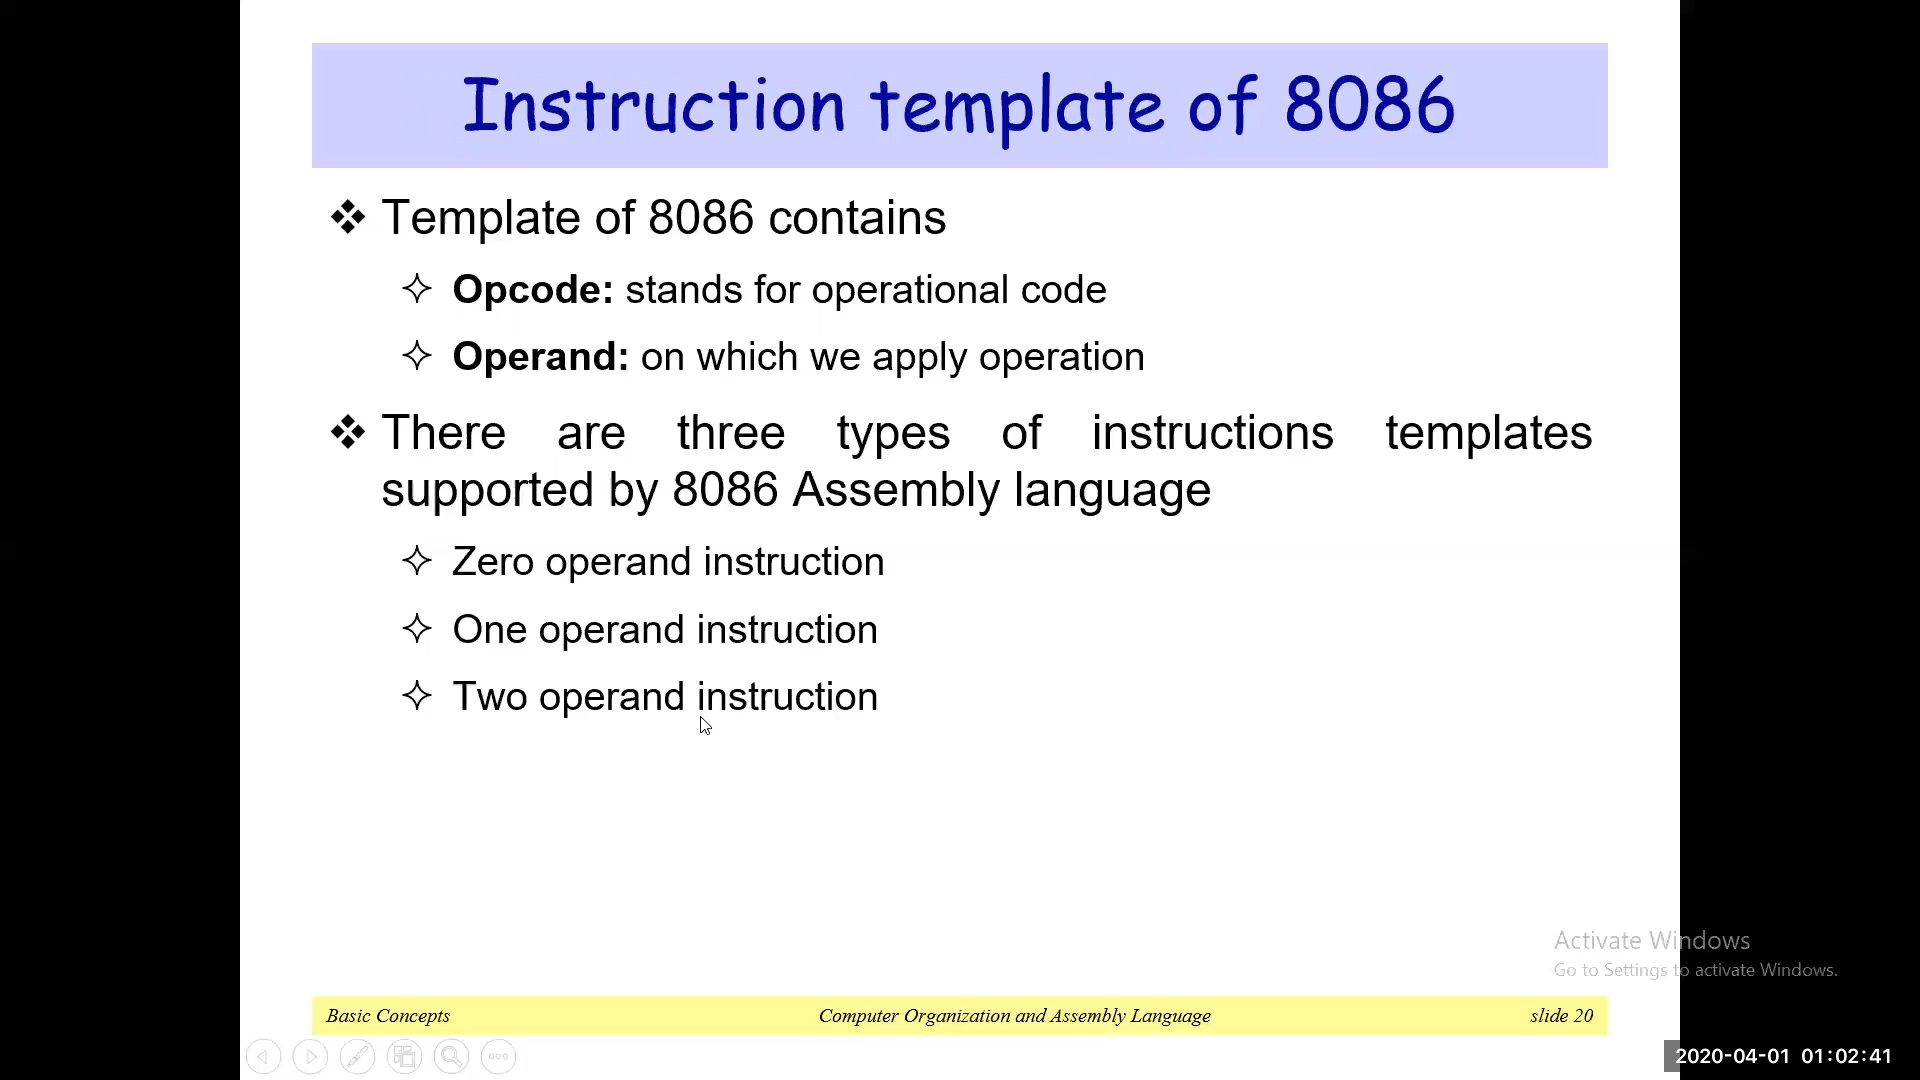 Instruction template of 8086
❖ Template of 8086 contains
✧ Opcode: stands for operational code
✧ Operand: on which we apply operation
❖ There are three types of instructions templates
supported by 8086 Assembly language
✧ Zero operand instruction
✧ One operand instruction
✧ Two operand instruction
Activate Windows
Go to Settings to activate Windows.
Basic Concepts Computer Organization and Assembly Language slide 20
2020-04-01 01:02:41